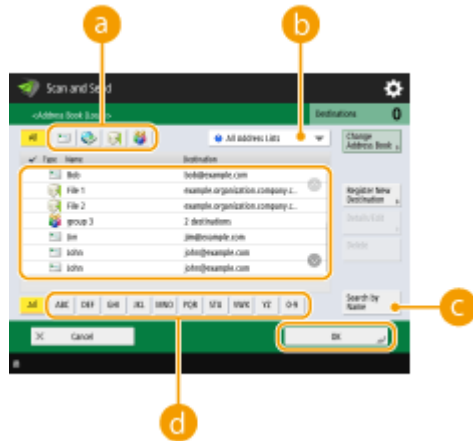 a
b
Scan and Send
<Address Book (Local)>
Destinations 0
All
All Address Lists
Change Address Book
✓ Type Name Destination
Bob bob@example.com
File 1 example.organization.company.c...
File 2 example.organization.company.c...
group 3 2 destinations
Jim jim@example.com
John john@example.com
John john@example.com
Register New Destination
Details/Edit
Delete
Search by Name
c
All ABC DEF GHI JKL MNO PQR STU VWX YZ 0-9
Cancel
OK
d